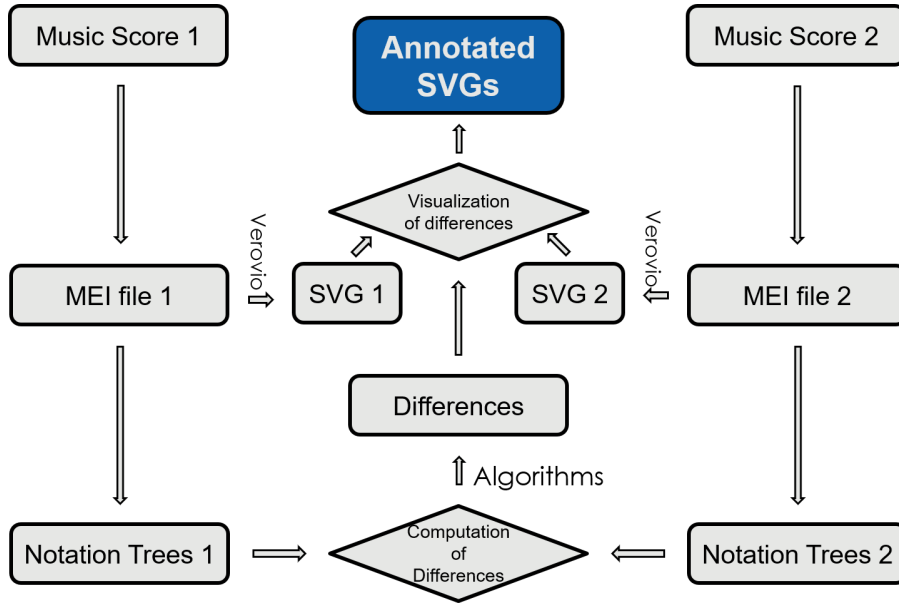 Music Score 1
Annotated
SVGs
Music Score 2
Visualization
of differences
Verovio
Verovio
MEI file 1
SVG 1
SVG 2
MEI file 2
Differences
Algorithms
Notation Trees 1
Computation
of
Differences
Notation Trees 2